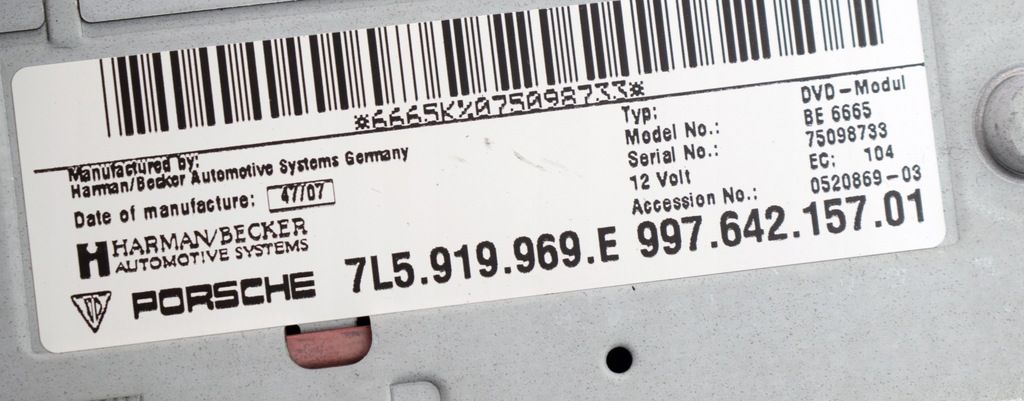 *6665K%075098733*
Manufactured by:
Harman/Becker Automotive Systems Germany
Date of manufacture: 47/07
HARMAN/BECKER
AUTOMOTIVE SYSTEMS
PORSCHE
7L5.919.969.E 997.642.157.01
Typ: DVD-Modul
Model No.: BE 6665
Serial No.: 75098733
12 Volt EC: 104
Accession No.: 0520869-03